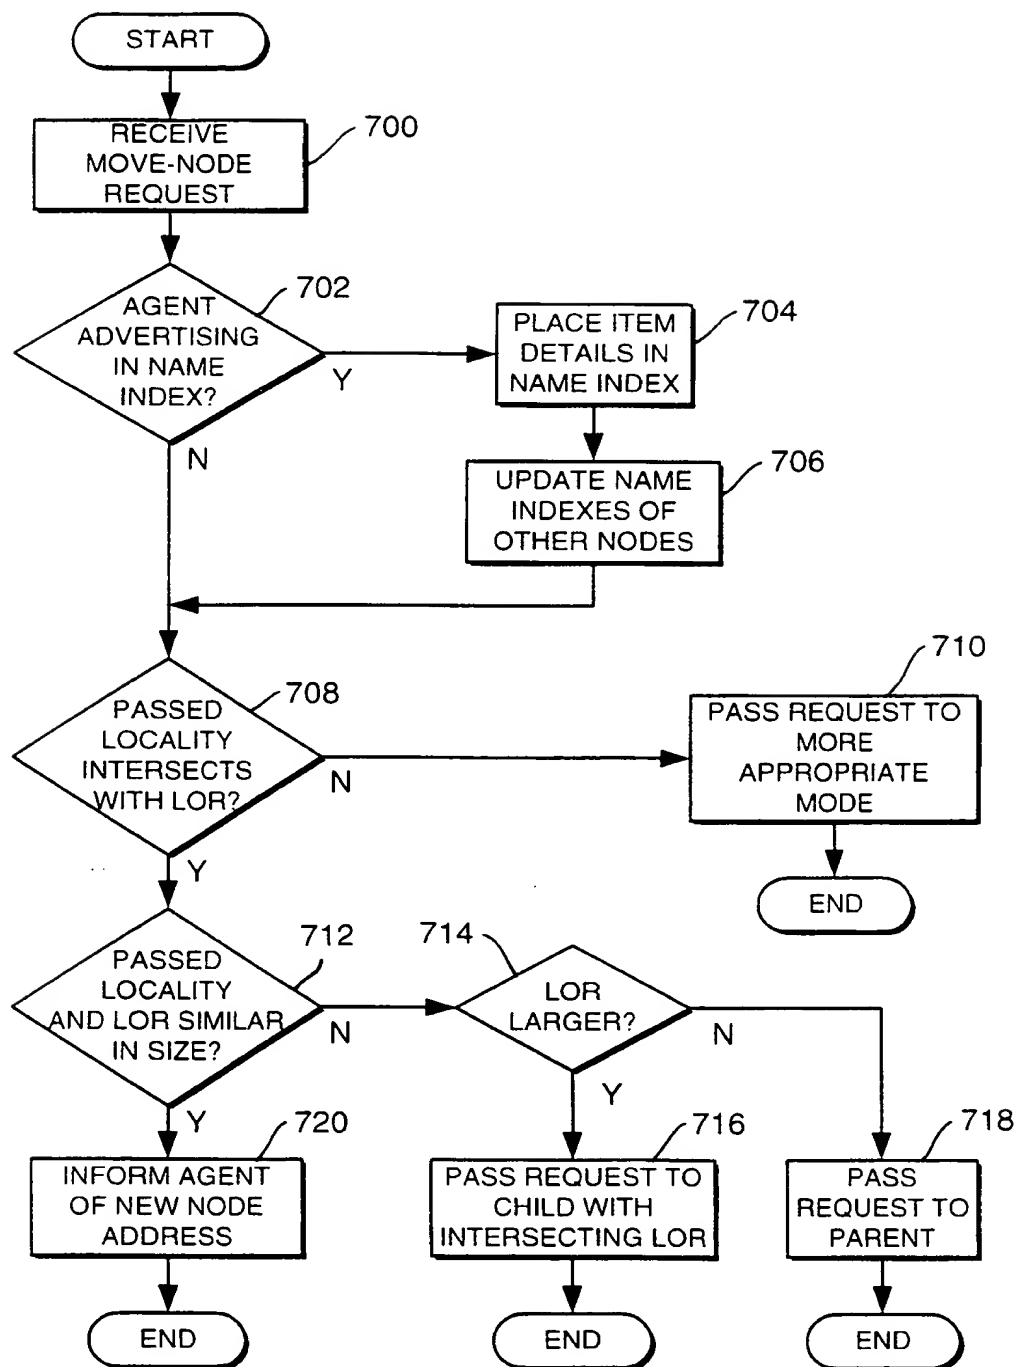 START
RECEIVE
MOVE-NODE
REQUEST
700
AGENT
ADVERTISING
IN NAME
INDEX?
702
Y
N
PLACE ITEM
DETAILS IN
NAME INDEX
704
UPDATE NAME
INDEXES OF
OTHER NODES
706
PASSED
LOCALITY
INTERSECTS
WITH LOR?
708
N
Y
PASS REQUEST TO
MORE
APPROPRIATE
MODE
710
END
PASSED
LOCALITY
AND LOR SIMILAR
IN SIZE?
712
N
Y
LOR
LARGER?
714
N
Y
INFORM AGENT
OF NEW NODE
ADDRESS
720
END
PASS REQUEST TO
CHILD WITH
INTERSECTING LOR
716
END
PASS
REQUEST TO
PARENT
718
END